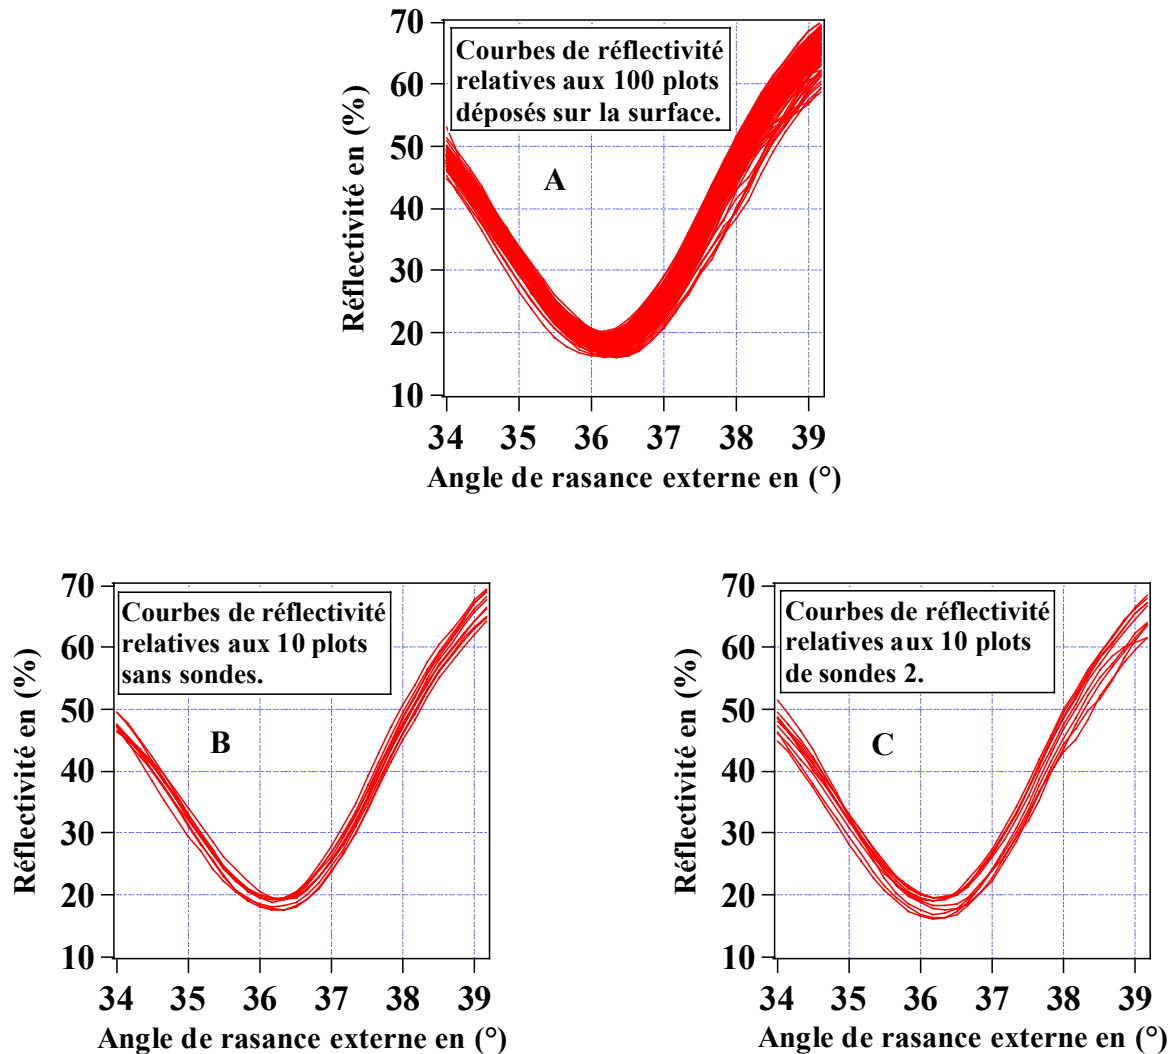 70
60
50
40
30
20
10
Réflectivité en (%)
Courbes de réflectivité
relatives aux 100 plots
déposés sur la surface.
A
34 35 36 37 38 39
Angle de rasance externe en (°)
70
60
50
40
30
20
10
Réflectivité en (%)
Courbes de réflectivité
relatives aux 10 plots
sans sondes.
B
34 35 36 37 38 39
Angle de rasance externe en (°)
70
60
50
40
30
20
10
Réflectivité en (%)
Courbes de réflectivité
relatives aux 10 plots
de sondes 2.
C
34 35 36 37 38 39
Angle de rasance externe en (°)